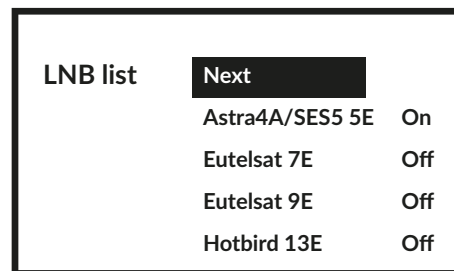 LNB list Next
Astra4A/SES5 5E On
Eutelsat 7E Off
Eutelsat 9E Off
Hotbird 13E Off